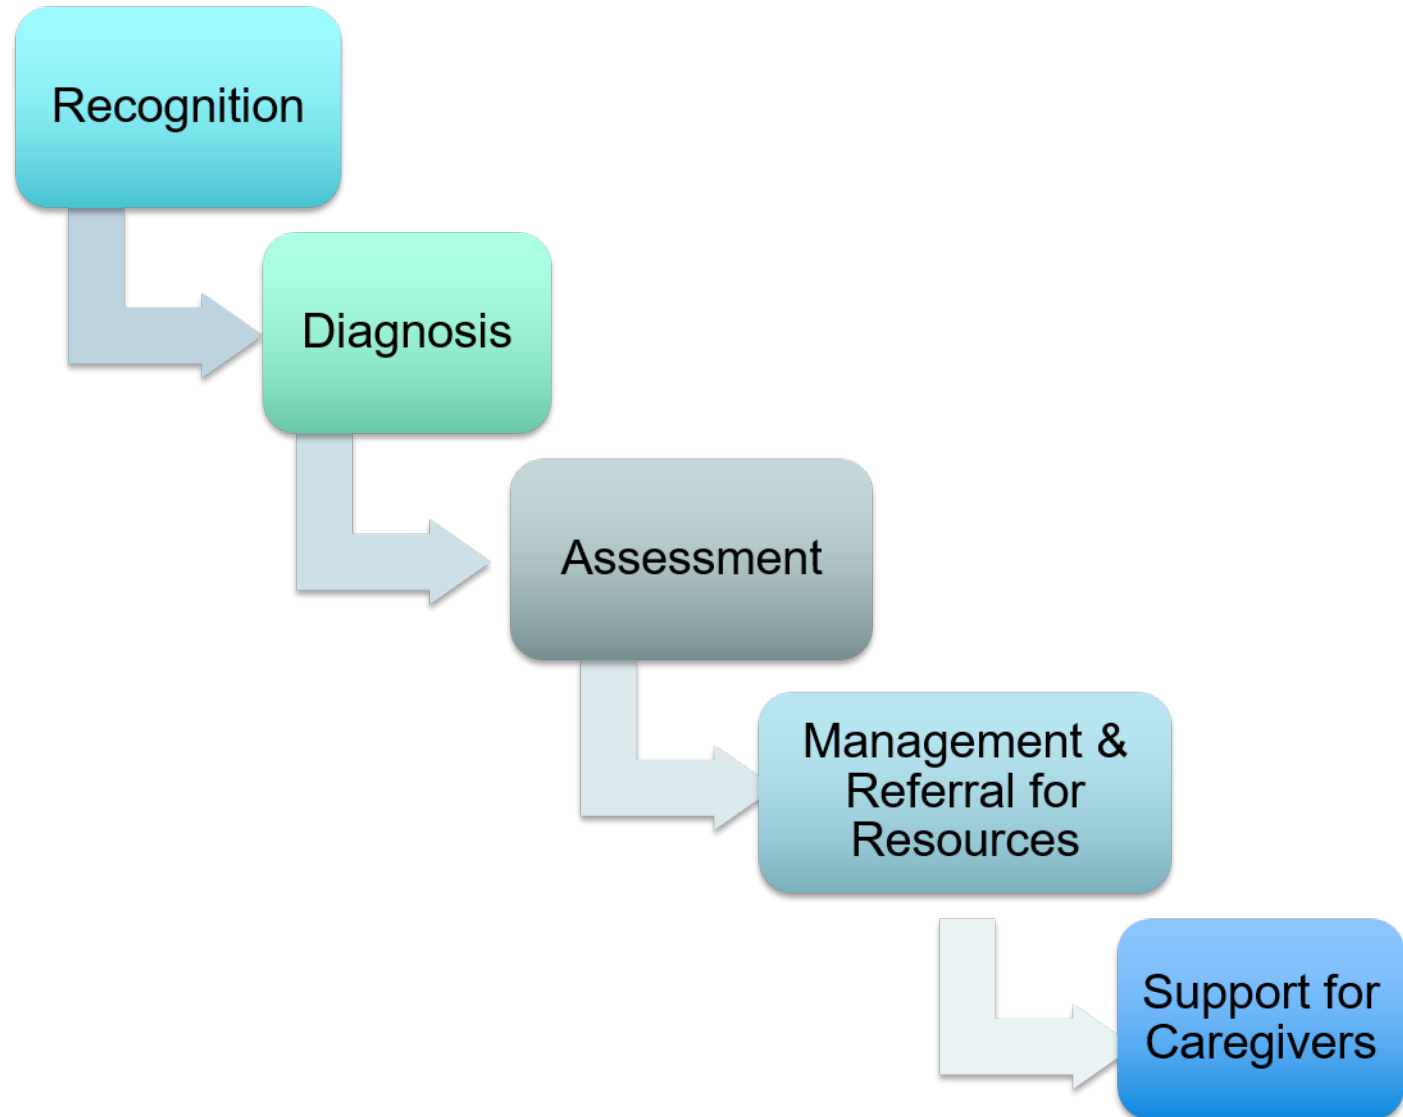 Recognition
Diagnosis
Assessment
Management &
Referral for
Resources
Support for
Caregivers